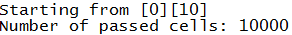 Starting from [0][10]
Number of passed cells: 10000